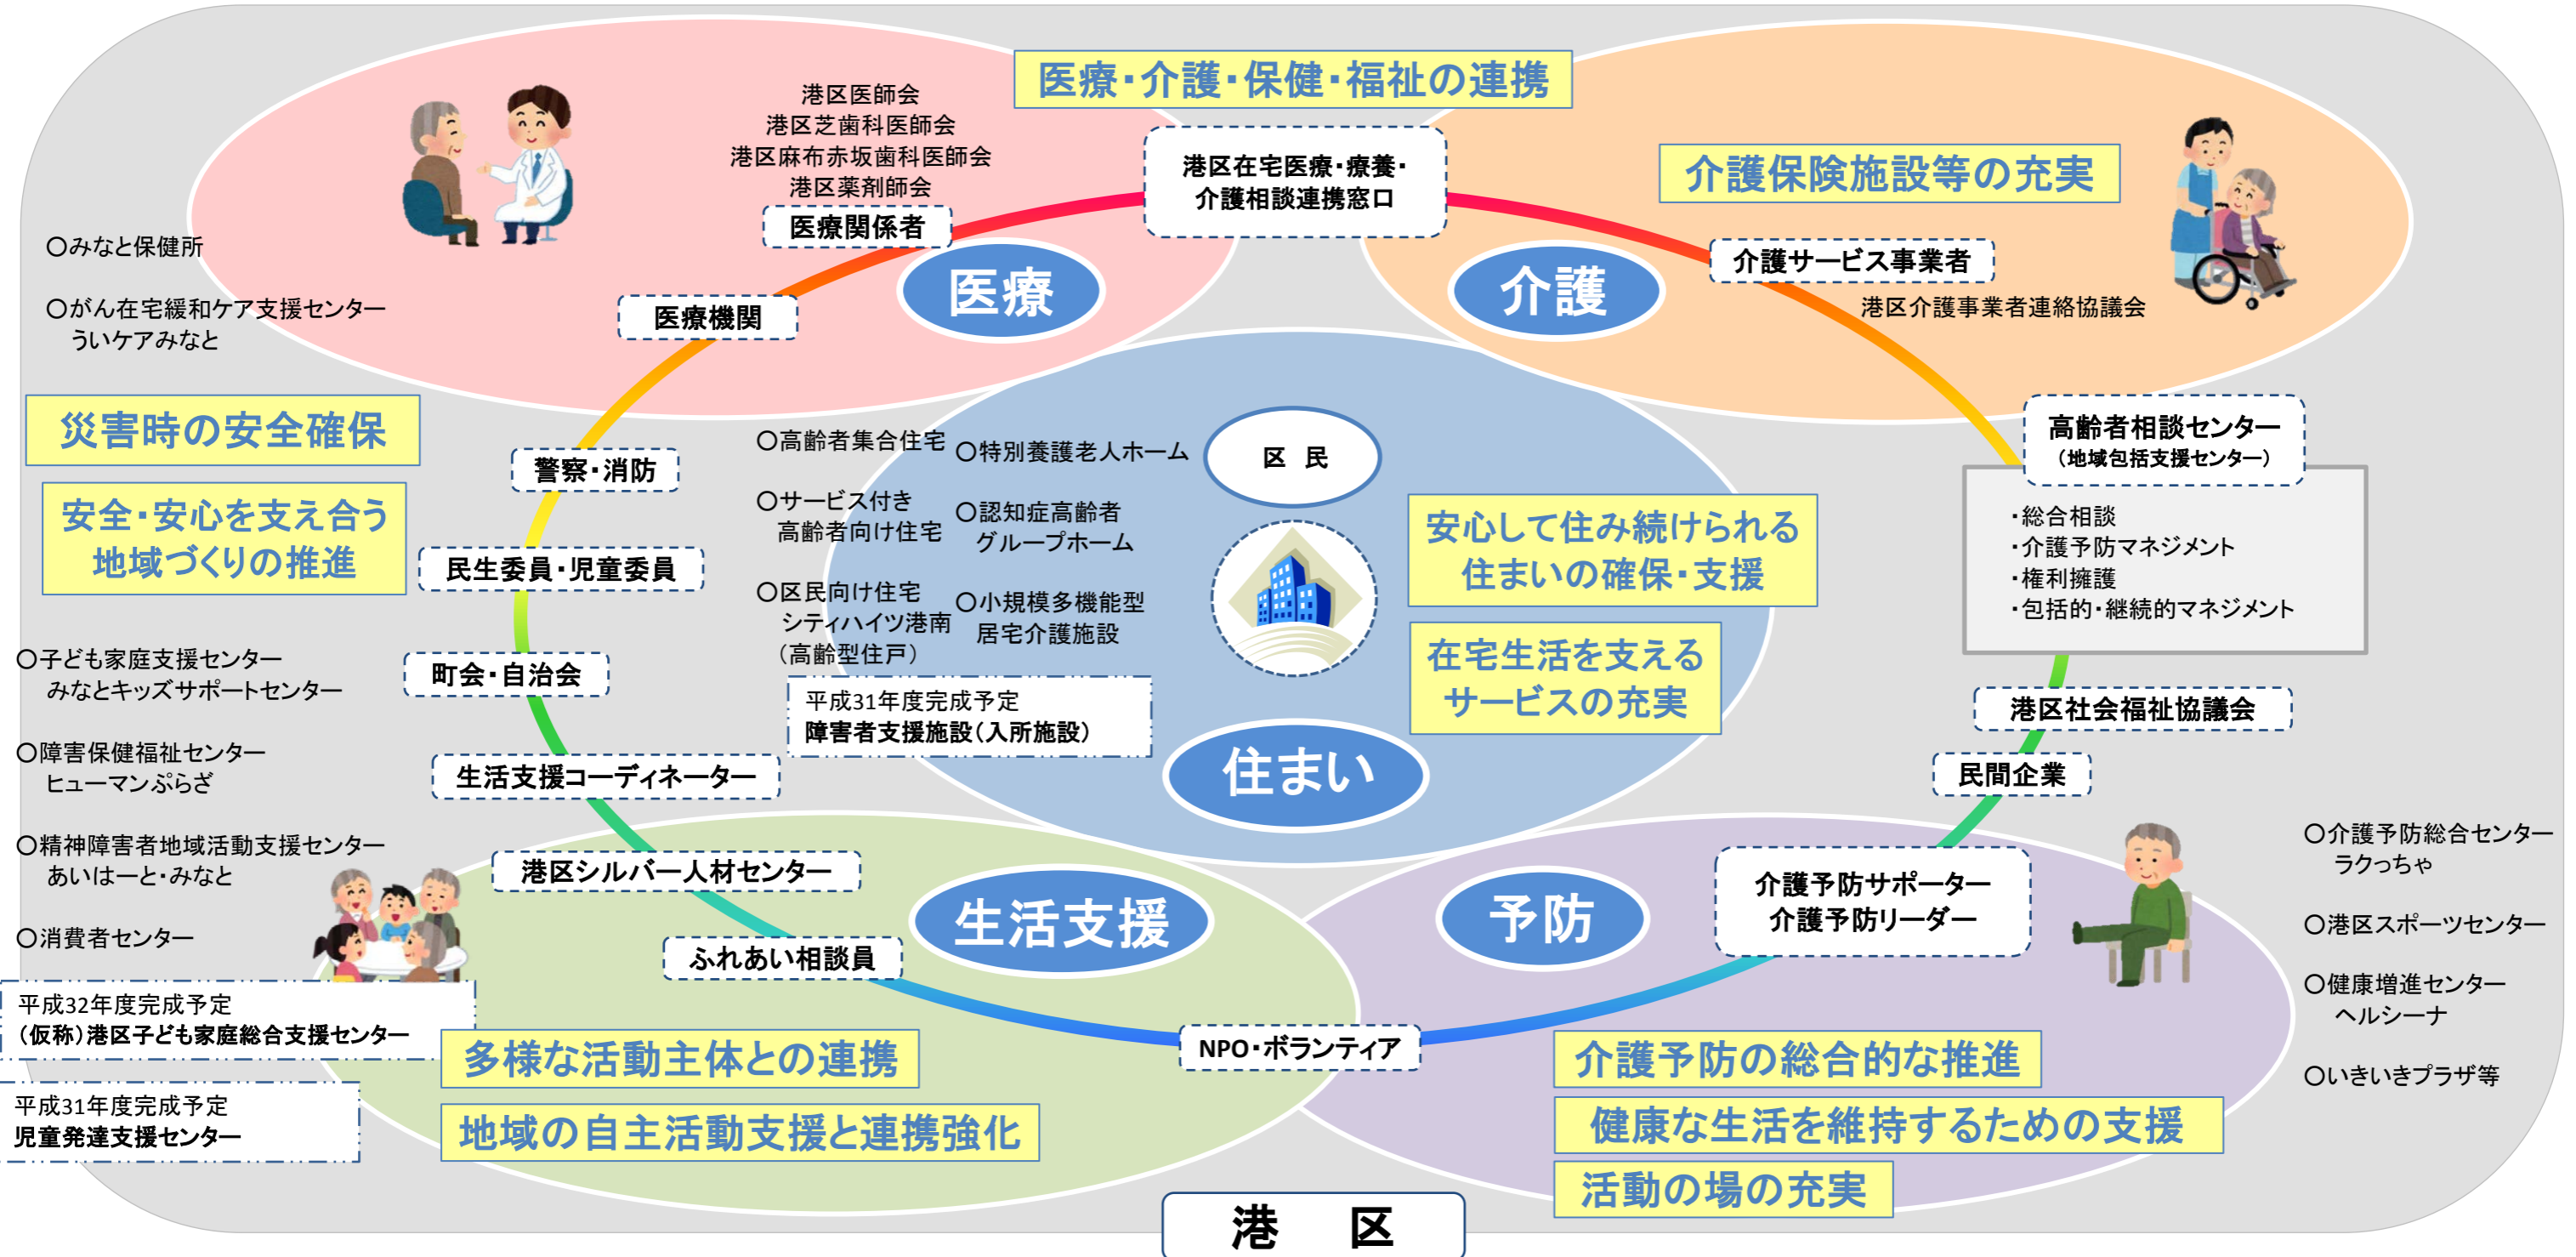 医療・介護・保健・福祉の連携
港区医師会
港区芝歯科医師会
港区麻布赤坂歯科医師会
港区薬剤師会
医療関係者
港区在宅医療・療養・
介護相談連携窓口
介護保険施設等の充実
介護サービス事業者
港区介護事業者連絡協議会
○みなと保健所
○がん在宅緩和ケア支援センター
ういケアみなと
医療機関
医療
介護
災害時の安全確保
安全・安心を支え合う
地域づくりの推進
警察・消防
民生委員・児童委員
町会・自治会
生活支援コーディネーター
○高齢者集合住宅
○サービス付き
高齢者向け住宅
○区民向け住宅
シティハイツ港南
（高齢型住戸）
○特別養護老人ホーム
○認知症高齢者
グループホーム
○小規模多機能型
居宅介護施設
平成31年度完成予定
障害者支援施設（入所施設）
区 民
安心して住み続けられる
住まいの確保・支援
在宅生活を支える
サービスの充実
住まい
高齢者相談センター
（地域包括支援センター）
・総合相談
・介護予防マネジメント
・権利擁護
・包括的・継続的マネジメント
港区社会福祉協議会
民間企業
○子ども家庭支援センター
みなとキッズサポートセンター
○障害保健福祉センター
ヒューマンぷらざ
○精神障害者地域活動支援センター
あいはーと・みなと
○消費者センター
平成32年度完成予定
（仮称）港区子ども家庭総合支援センター
平成31年度完成予定
児童発達支援センター
港区シルバー人材センター
ふれあい相談員
生活支援
予防
介護予防サポーター
介護予防リーダー
○介護予防総合センター
ラクっちゃ
○港区スポーツセンター
○健康増進センター
ヘルシーナ
○いきいきプラザ等
NPO・ボランティア
多様な活動主体との連携
地域の自主活動支援と連携強化
介護予防の総合的な推進
健康な生活を維持するための支援
活動の場の充実
港 区